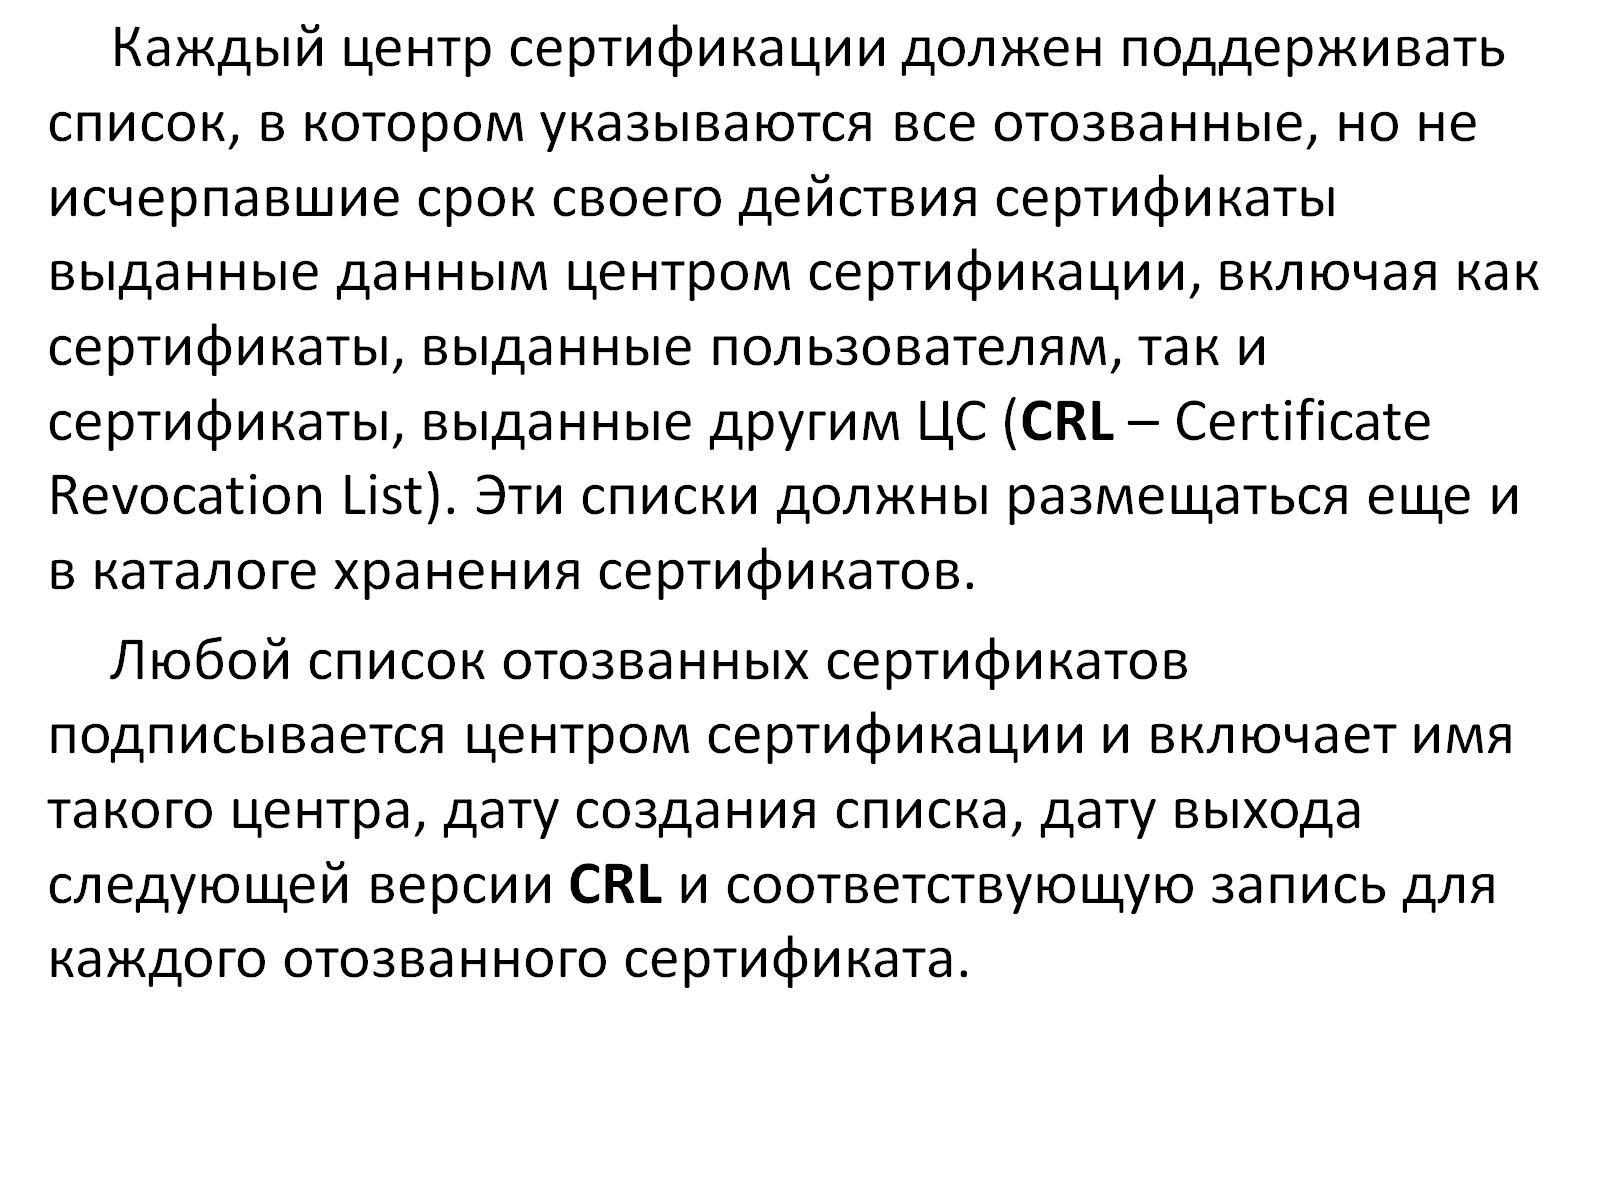 Каждый центр сертификации должен поддерживать
список, в котором указываются все отозванные, но не
исчерпавшие срок своего действия сертификаты
выданные данным центром сертификации, включая как
сертификаты, выданные пользователям, так и
сертификаты, выданные другим ЦС (CRL – Certificate
Revocation List). Эти списки должны размещаться еще и
в каталоге хранения сертификатов.
Любой список отозванных сертификатов
подписывается центром сертификации и включает имя
такого центра, дату создания списка, дату выхода
следующей версии CRL и соответствующую запись для
каждого отозванного сертификата.